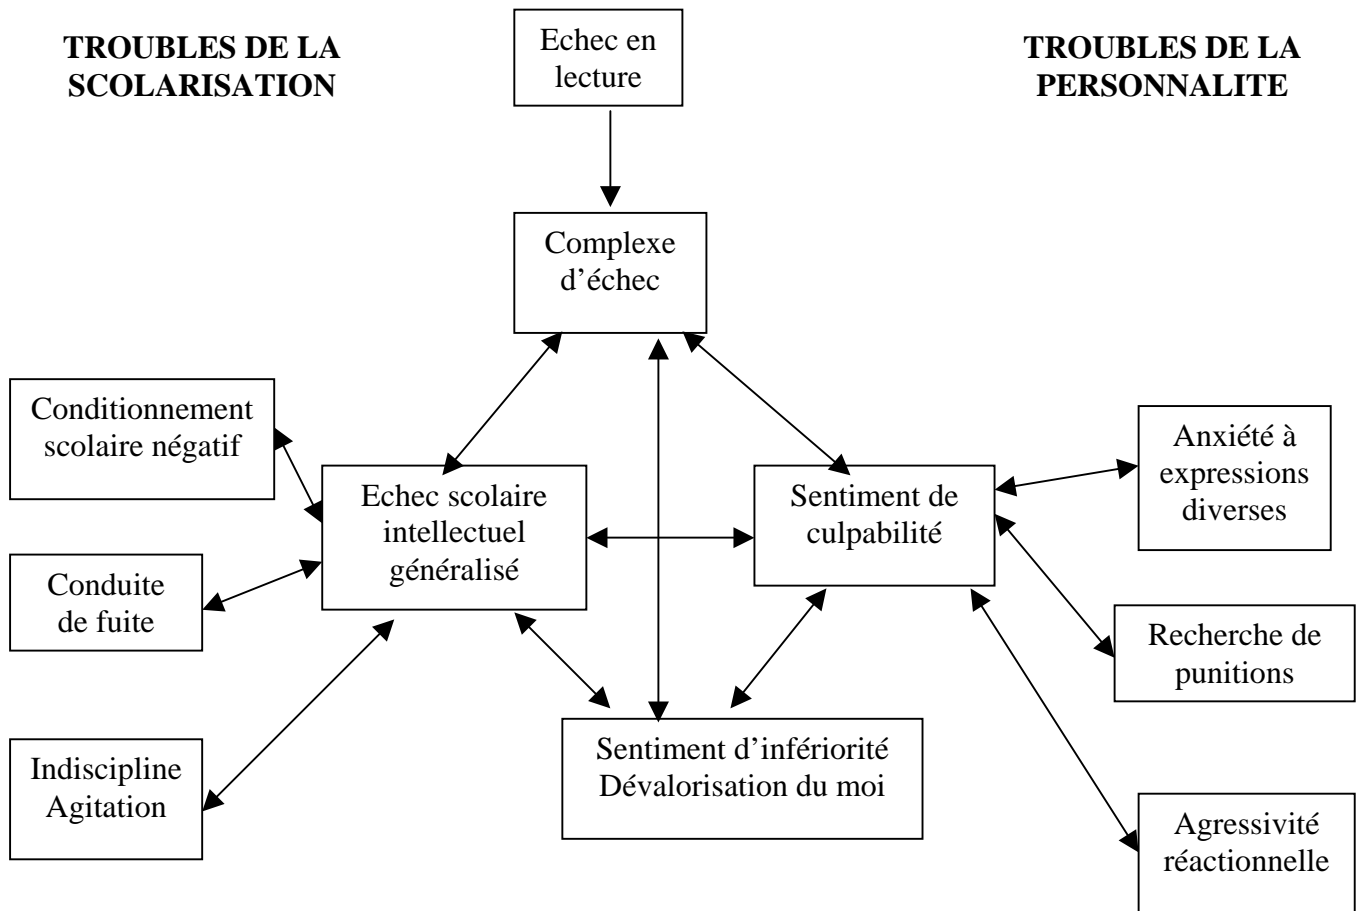 TROUBLES DE LA
SCOLARISATION
Echec en
lecture
TROUBLES DE LA
PERSONNALITE
Complexe
d’échec
Conditionnement
scolaire négatif
Echec scolaire
intellectuel
généralisé
Sentiment de
culpabilité
Anxiété à
expressions
diverses
Conduite
de fuite
Recherche de
punitions
Indiscipline
Agitation
Sentiment d’infériorité
Dévalorisation du moi
Agressivité
réactionnelle